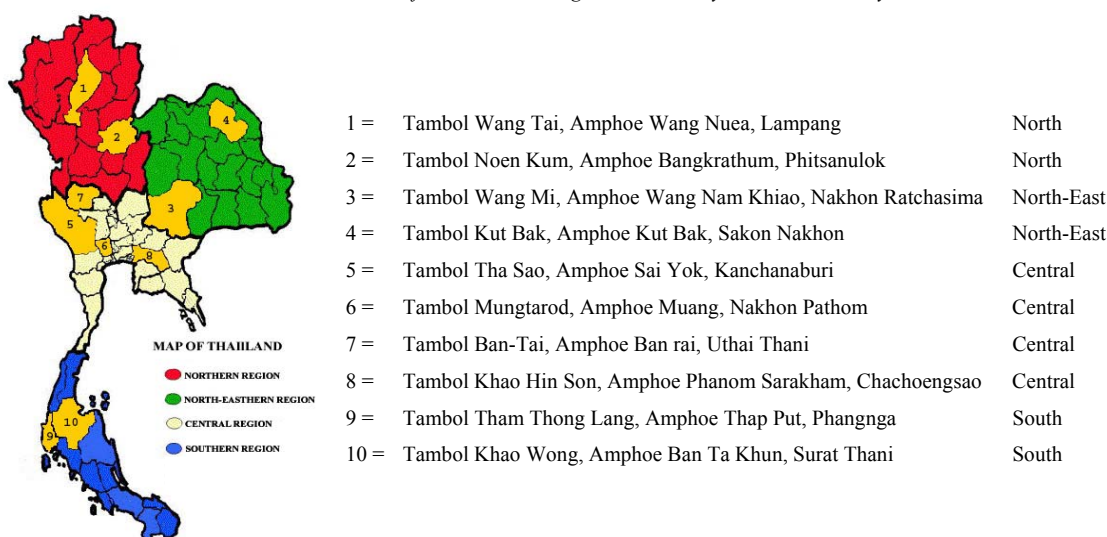 1 = Tambol Wang Tai, Amphoe Wang Nuea, Lampang North
2 = Tambol Noen Kum, Amphoe Bangkrathum, Phitsanulok North
3 = Tambol Wang Mi, Amphoe Wang Nam Khiao, Nakhon Ratchasima North-East
4 = Tambol Kut Bak, Amphoe Kut Bak, Sakon Nakhon North-East
5 = Tambol Tha Sao, Amphoe Sai Yok, Kanchanaburi Central
6 = Tambol Mungtarod, Amphoe Muang, Nakhon Pathom Central
7 = Tambol Ban-Tai, Amphoe Ban rai, Uthai Thani Central
8 = Tambol Khao Hin Son, Amphoe Phanom Sarakham, Chachoengsao Central
9 = Tambol Tham Thong Lang, Amphoe Thap Put, Phangnga South
10 = Tambol Khao Wong, Amphoe Ban Ta Khun, Surat Thani South
1
2
4
7
3
5
6
8
MAP OF THAIILAND
NORTHERN REGION
NORTH-EASTHERN REGION
CENTRAL REGION
SOUTHERN REGION
10
9